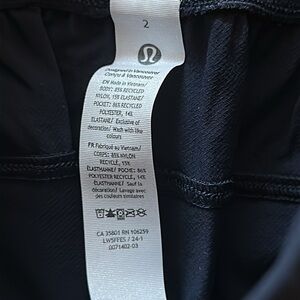 2
Designed in Vancouver
Conçu à Vancouver
EN Made in Vietnam/
BODY: 85% RECYCLED
NYLON, 15% ELASTANE/
POCKET: 86% RECYCLED
POLYESTER, 14%
ELASTANE/ Exclusive of
decoration/ Wash with like
colours
FR Fabriqué au Vietnam/
CORPS: 85% NYLON
RECYCLÉ, 15%
ÉLASTHANNE/ POCHE: 86%
POLYESTER RECYCLÉ, 14%
ÉLASTHANNE/ Sauf la
décoration/ Lavage avec
des couleurs similaires
CA 35801 RN 106259
LW5FFES / 24-1
0071402-03